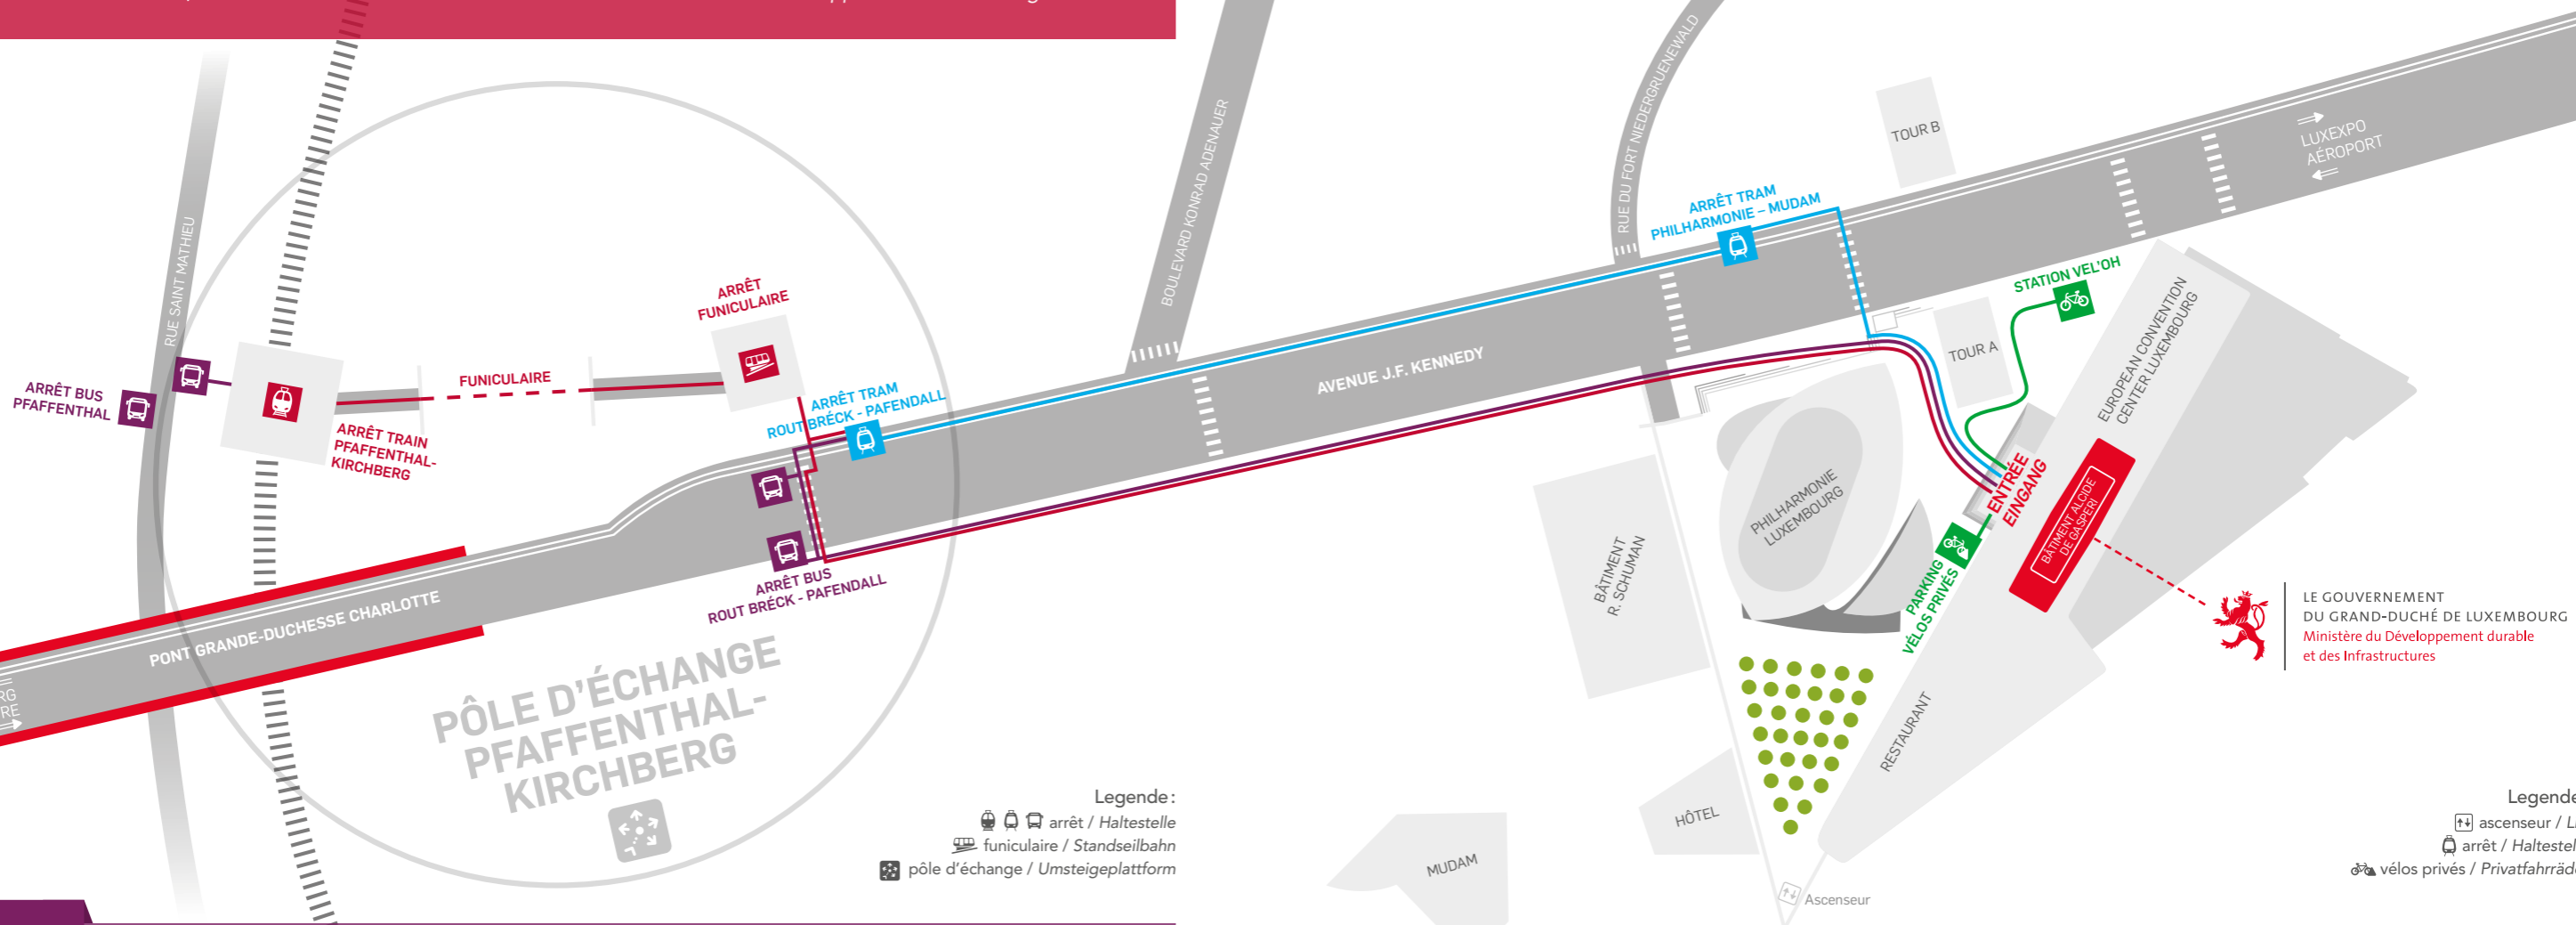 RUE SAINT MATHIEU
ARRÊT BUS
PFAFFENTHAL
ARRÊT TRAIN
PFAFFENTHAL-
KIRCHBERG
FUNICULAIRE
ARRÊT
FUNICULAIRE
ARRÊT TRAM
ROUT BRÉCK - PAFENDALL
ARRÊT BUS
ROUT BRÉCK - PAFENDALL
PONT GRANDE-DUCHESSE CHARLOTTE
PÔLE D'ÉCHANGE
PFAFFENTHAL-
KIRCHBERG
Legende :
arrêt / Haltestelle
funiculaire / Standseilbahn
pôle d'échange / Umsteigeplattform
BOULEVARD KONRAD ADENAUER
AVENUE J.F. KENNEDY
RUE DU FORT NIEDERGRUENEWALD
ARRÊT TRAM
PHILHARMONIE – MUDAM
TOUR B
LUXEXPO
AÉROPORT
STATION VEL'OH
TOUR A
EUROPEAN CONVENTION
CENTER LUXEMBOURG
ENTRÉE
EINGANG
BÂTIMENT ALCIDE
DE GASPERI
PHILHARMONIE
LUXEMBOURG
BÂTIMENT
R. SCHUMAN
PARKING
VÉLOS PRIVÉS
RESTAURANT
HÔTEL
MUDAM
Ascenseur
LE GOUVERNEMENT
DU GRAND-DUCHÉ DE LUXEMBOURG
Ministère du Développement durable
et des Infrastructures
Legende
ascenseur /
arrêt / Haltestell
vélos privés / Privatfahrräd